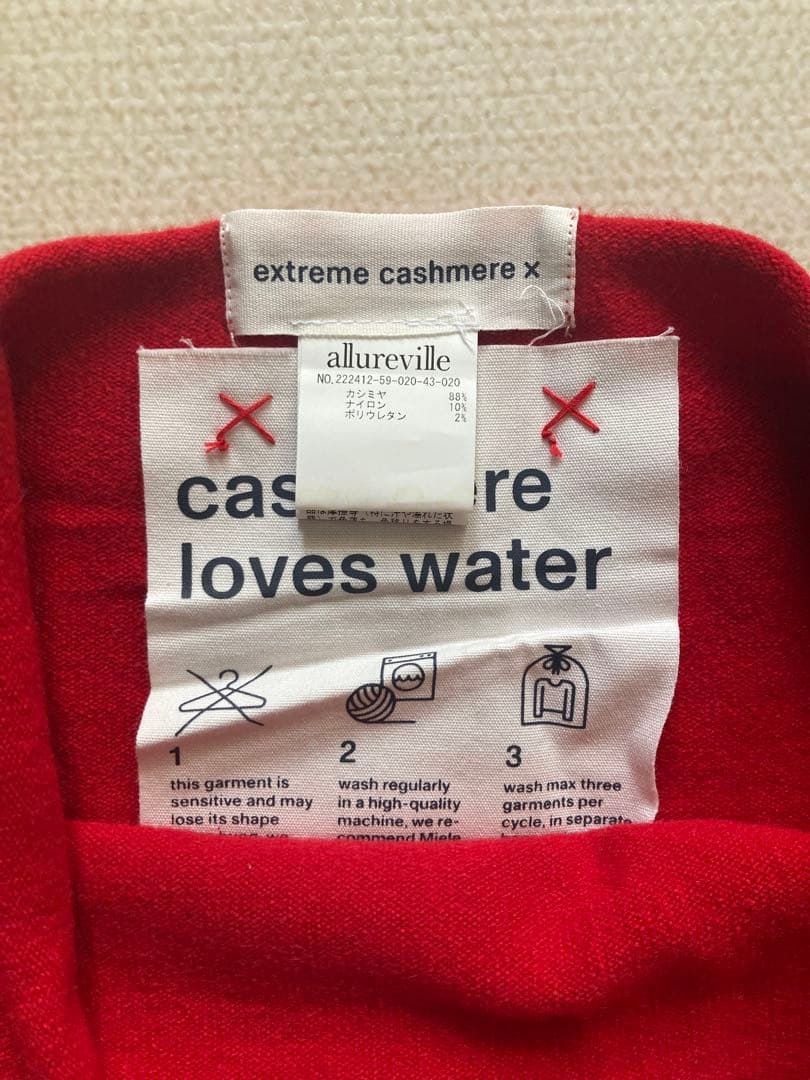 extreme cashmere x
allureville
NO.222412-59-020-43-020
カシミヤ 88%
ナイロン 10%
ポリウレタン 2%
loves water
1
this garment is
sensitive and may
lose its shape
2
wash regularly
in a high-quality
machine, we re-
commend Miele
3
wash max three
garments per
cycle, in separate